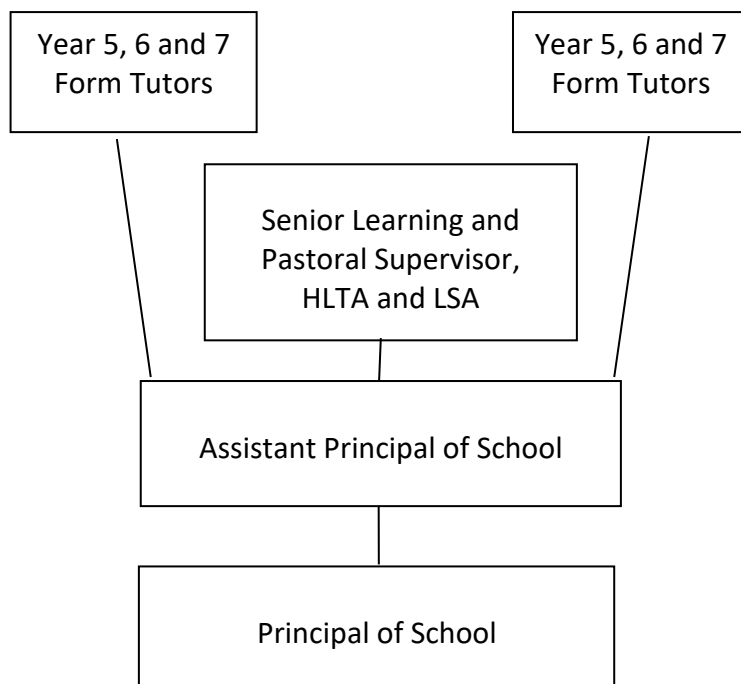 Year 5, 6 and 7
Form Tutors
Year 5, 6 and 7
Form Tutors
Senior Learning and
Pastoral Supervisor,
HLTA and LSA
Assistant Principal of School
Principal of School